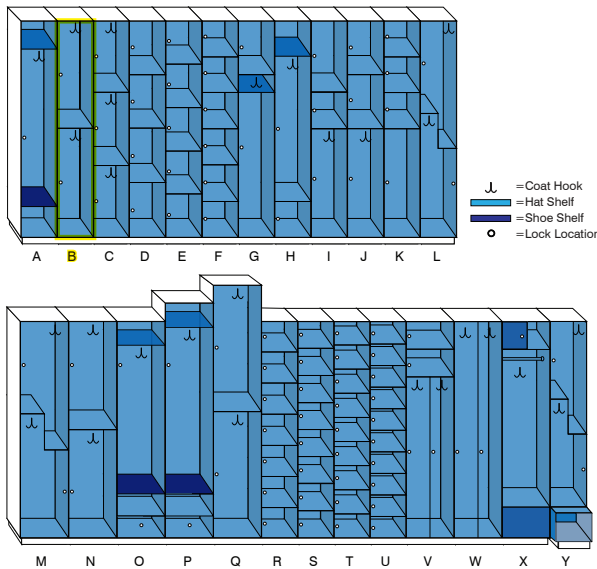 =Coat Hook
=Hat Shelf
=Shoe Shelf
=Lock Location
A B C D E F G H I J K L
M N O P Q R S T U V W X Y